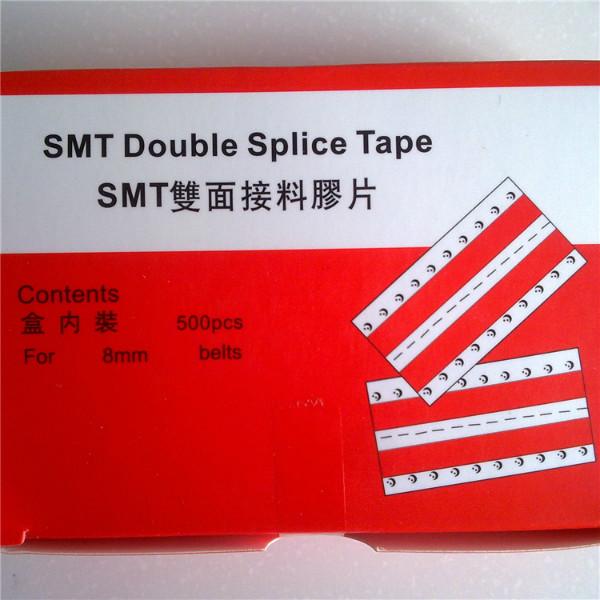 SMT Double Splice Tape
SMT雙面接料膠片
Contents
盒内裝 500pcs
For 8mm belts